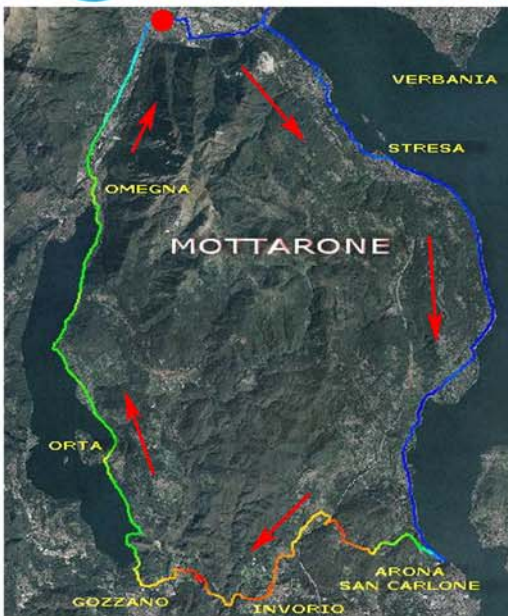 VERBANIA
STRESA
OMEGNA
MOTTARONE
ORTA
ARONA
SAN CARLONE
GOZZANO
INVORIO